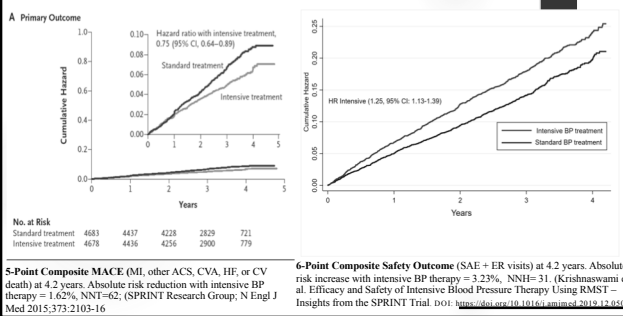 A Primary Outcome
Cumulative Hazard
1.0
0.8
0.6
0.4
0.2
0.0
0.10
0.08
0.06
0.04
0.02
0.00
Hazard ratio with intensive treatment,
0.75 (95% CI, 0.64–0.89)
Standard treatment
Intensive treatment
0 1 2 3 4 5
0 1 2 3 4 5
Years
No. at Risk
Standard treatment 4683 4437 4228 2829 721
Intensive treatment 4678 4436 4256 2900 779
5-Point Composite MACE (MI, other ACS, CVA, HF, or CV
death) at 4.2 years. Absolute risk reduction with intensive BP
therapy = 1.62%, NNT=62; (SPRINT Research Group; N Engl J
Med 2015;373:2103-16
Cumulative Hazard
0.25
0.20
0.15
0.10
0.05
0.00
HR Intensive (1.25, 95% CI: 1.13-1.39)
Intensive BP treatment
Standard BP treatment
0 1 2 3 4
Years
6-Point Composite Safety Outcome (SAE + ER visits) at 4.2 years. Absolut
risk increase with intensive BP therapy = 3.23%, NNH= 31. (Krishnaswami
al. Efficacy and Safety of Intensive Blood Pressure Therapy Using RMST –
Insights from the SPRINT Trial. DOI: https://doi.org/10.1016/j.amjmed.2019.12.050